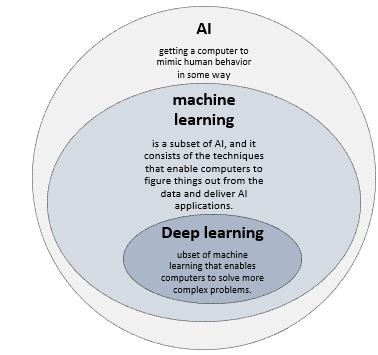 AI
getting a computer to
mimic human behavior
in some way
machine
learning
is a subset of AI, and it
consists of the techniques
that enable computers to
figure things out from the
data and deliver AI
applications.
Deep learning
ubset of machine
learning that enables
computers to solve more
complex problems.